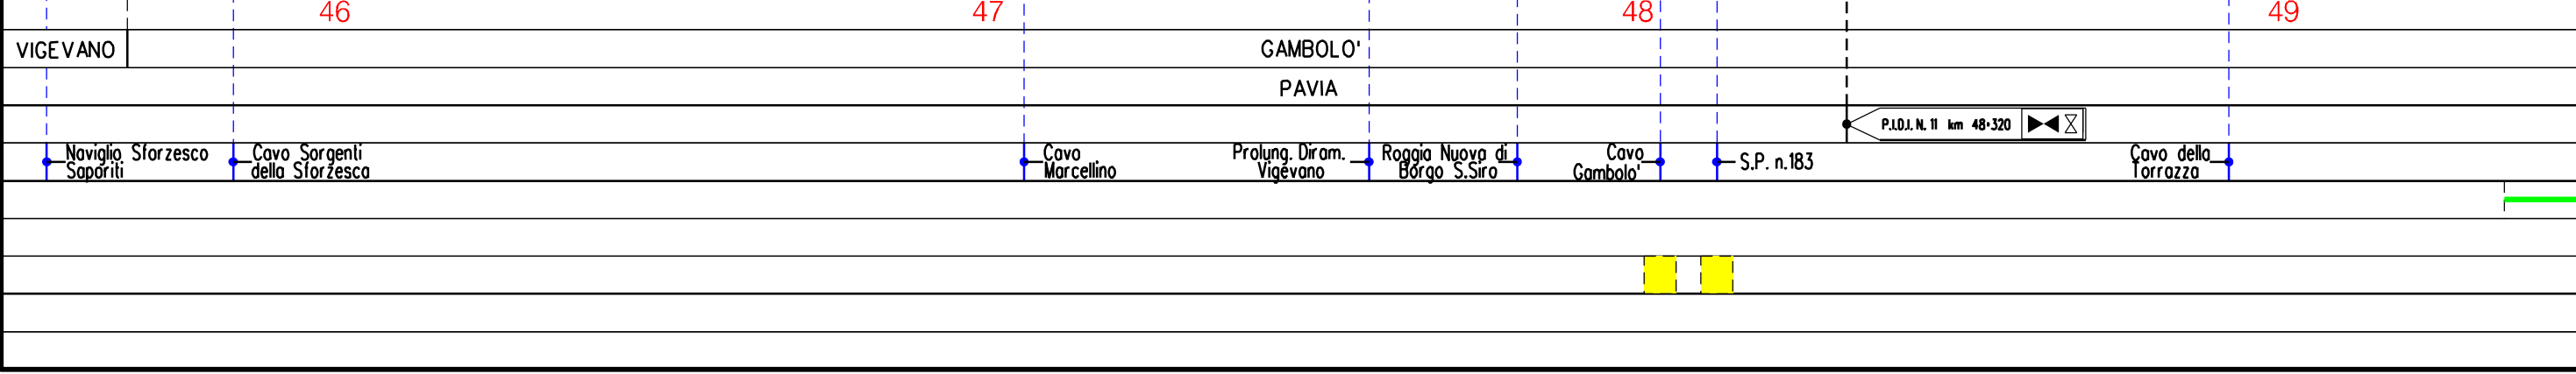 46 47 48 49
VIGEVANO GAMBOLO'
PAVIA
P.I.D.I. N. 11 km 48+320
Naviglio Sforzesco
Saporiti
Cavo Sorgenti
della Sforzesca
Cavo
Marcellino
Prolung. Diram.
Vigevano
Roggia Nuova di
Borgo S.Siro
Cavo
Gambolo'
S.P. n.183
Cavo della
Torrazza